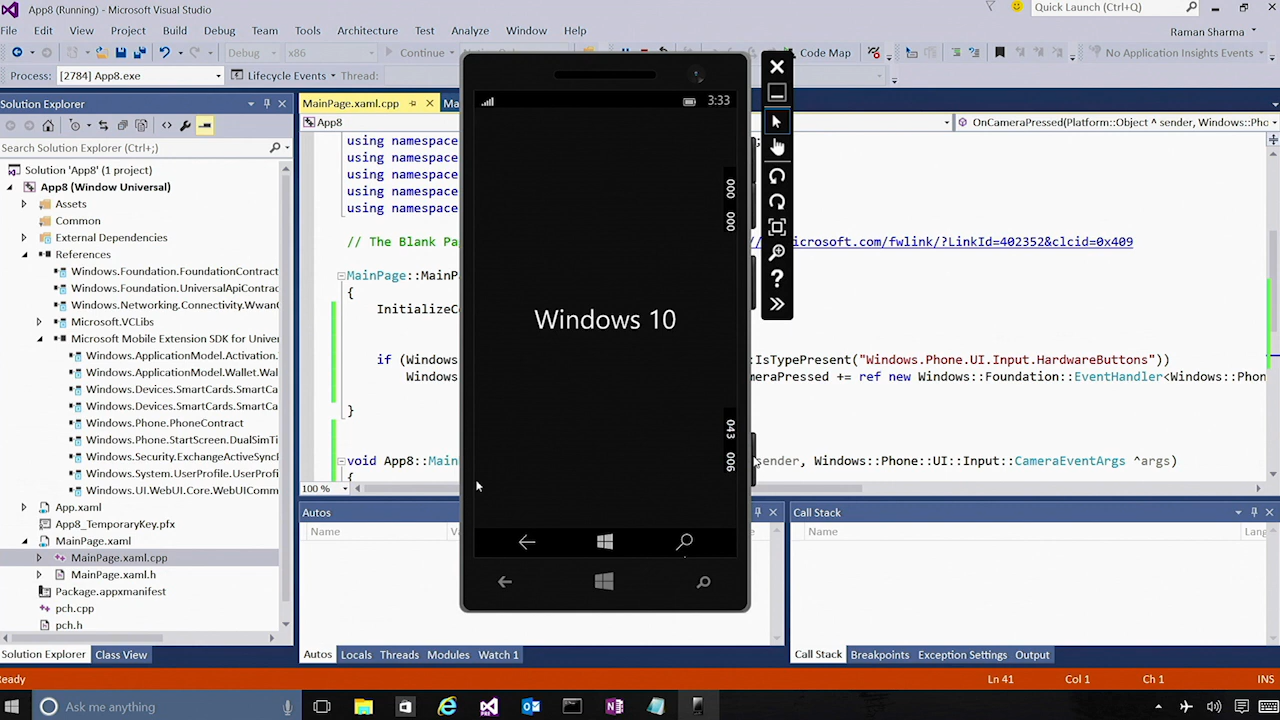 App8 (Running) - Microsoft Visual Studio
Quick Launch (Ctrl+Q)
File Edit View Project Build Debug Team Tools Architecture Test Analyze Window Help
Raman Sharma
Debug x86 Continue Code Map No Application Insights Events
Process: [2784] App8.exe Lifecycle Events Thread:
Solution Explorer
MainPage.xaml.cpp
App8
OnCameraPressed(Platform::Object ^ sender, Windows::Pho
Search Solution Explorer (Ctrl+;)
Solution 'App8' (1 project)
App8 (Window Universal)
Assets
Common
External Dependencies
References
Windows.Foundation.FoundationContract
Windows.Foundation.UniversalApiContract
Windows.Networking.Connectivity.WwanC
Microsoft.VCLibs
Microsoft Mobile Extension SDK for Univer
Windows.ApplicationModel.Activation.
Windows.ApplicationModel.Wallet.Wal
Windows.Devices.SmartCards.SmartCa
Windows.Devices.SmartCards.SmartCa
Windows.Phone.PhoneContract
Windows.Phone.StartScreen.DualSimTi
Windows.Security.ExchangeActiveSync
Windows.System.UserProfile.UserProfil
Windows.UI.WebUI.Core.WebUIComm
App.xaml
App8_TemporaryKey.pfx
MainPage.xaml
MainPage.xaml.cpp
MainPage.xaml.h
Package.appxmanifest
pch.cpp
pch.h
Solution Explorer Class View
using namespace
using namespace
using namespace
using namespace
using namespace
// The Blank Pa
microsoft.com/fwlink/?LinkId=402352&clcid=0x409
MainPage::MainP
{
InitializeCo
if (Windows
IsTypePresent("Windows.Phone.UI.Input.HardwareButtons"))
Windows
meraPressed += ref new Windows::Foundation::EventHandler<Windows::Phon
}
void App8::Main
sender, Windows::Phone::UI::Input::CameraEventArgs ^args)
{
100 %
3:33
000 000
Windows 10
043 006
Autos
Name
Autos Locals Threads Modules Watch 1
Call Stack
Name Lang
Call Stack Breakpoints Exception Settings Output
Ready
Ln 41 Col 1 Ch 1 INS
Ask me anything